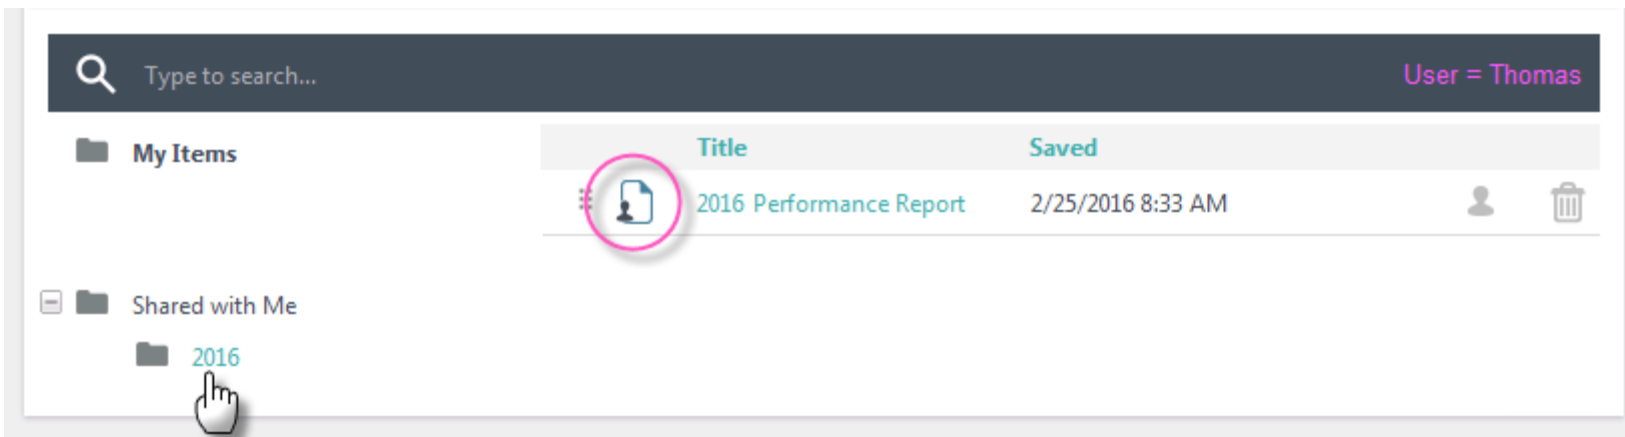 Type to search...
User = Thomas
My Items
Title Saved
2016 Performance Report 2/25/2016 8:33 AM
Shared with Me
2016